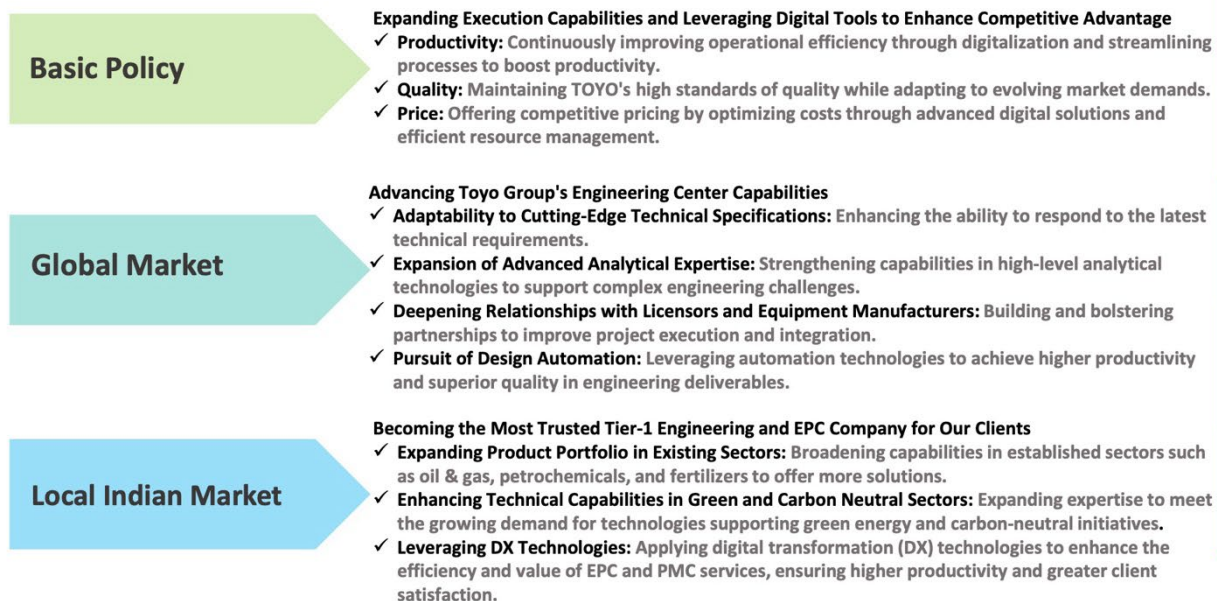 Basic Policy
Expanding Execution Capabilities and Leveraging Digital Tools to Enhance Competitive Advantage
✓ Productivity: Continuously improving operational efficiency through digitalization and streamlining
processes to boost productivity.
✓ Quality: Maintaining TOYO's high standards of quality while adapting to evolving market demands.
✓ Price: Offering competitive pricing by optimizing costs through advanced digital solutions and
efficient resource management.
Global Market
Advancing Toyo Group's Engineering Center Capabilities
✓ Adaptability to Cutting-Edge Technical Specifications: Enhancing the ability to respond to the latest
technical requirements.
✓ Expansion of Advanced Analytical Expertise: Strengthening capabilities in high-level analytical
technologies to support complex engineering challenges.
✓ Deepening Relationships with Licensors and Equipment Manufacturers: Building and bolstering
partnerships to improve project execution and integration.
✓ Pursuit of Design Automation: Leveraging automation technologies to achieve higher productivity
and superior quality in engineering deliverables.
Local Indian Market
Becoming the Most Trusted Tier-1 Engineering and EPC Company for Our Clients
✓ Expanding Product Portfolio in Existing Sectors: Broadening capabilities in established sectors such
as oil & gas, petrochemicals, and fertilizers to offer more solutions.
✓ Enhancing Technical Capabilities in Green and Carbon Neutral Sectors: Expanding expertise to meet
the growing demand for technologies supporting green energy and carbon-neutral initiatives.
✓ Leveraging DX Technologies: Applying digital transformation (DX) technologies to enhance the
efficiency and value of EPC and PMC services, ensuring higher productivity and greater client
satisfaction.